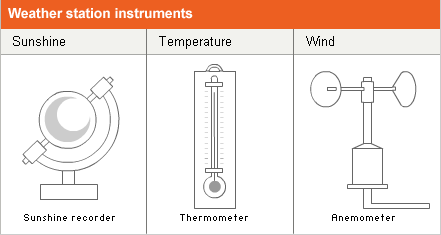 Weather station instruments
Sunshine
Temperature
Wind
Sunshine recorder
Thermometer
Anemometer